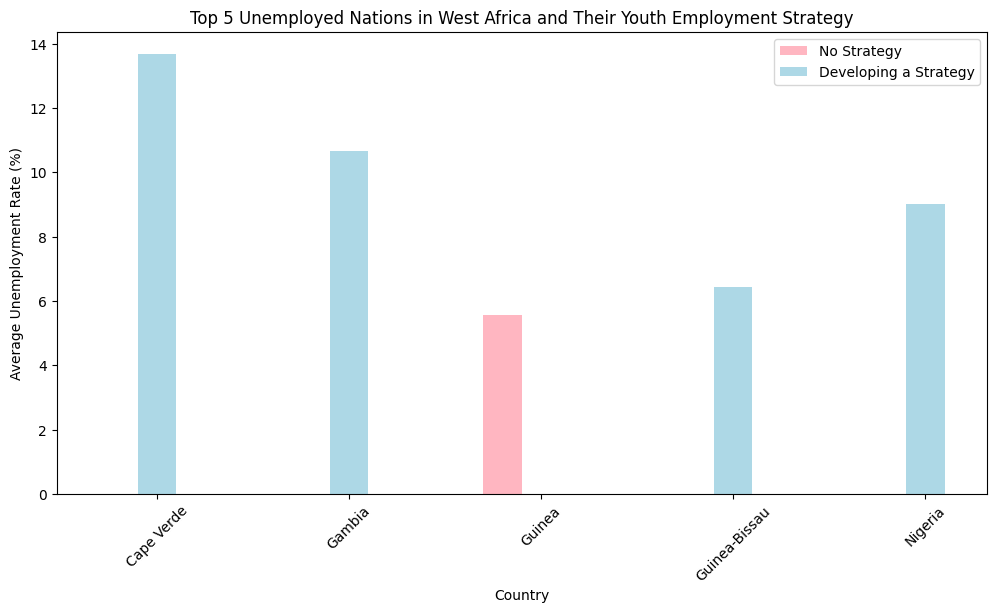 Top 5 Unemployed Nations in West Africa and Their Youth Employment Strategy
No Strategy
Developing a Strategy
Average Unemployment Rate (%)
14
12
10
8
6
4
2
0
Cape Verde
Gambia
Guinea
Guinea-Bissau
Nigeria
Country